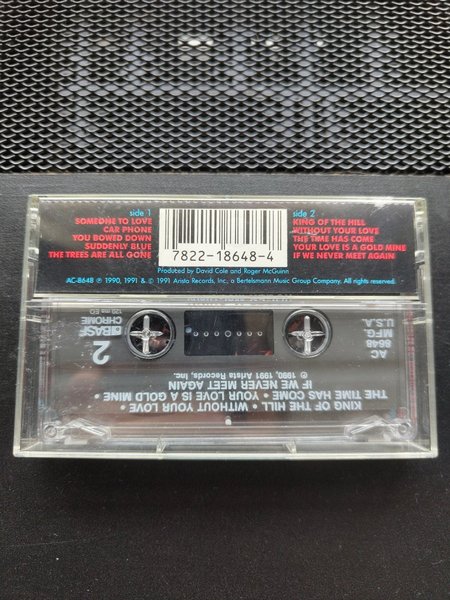 side 1
SOMEONE TO LOVE
CAR PHONE
YOU BOWED DOWN
SUDDENLY BLUE
THE TREES ARE ALL GONE
7822-18648-4
side 2
KING OF THE HILL
WITHOUT YOUR LOVE
THE TIME HAS COME
YOUR LOVE IS A GOLD MINE
IF WE NEVER MEET AGAIN
Produced by David Cole and Roger McGuinn
AC-8648 ℗ 1990, 1991 &. © 1991 Arista Records, Inc., a Bertelsmann Music Group Company. All rights reserved.
AC
8648
MFG.
U.S.A.
2
BASF
CHROME
120 ms EQ
KING OF THE HILL • WITHOUT YOUR LOVE •
THE TIME HAS COME • YOUR LOVE IS A GOLD MINE •
IF WE NEVER MEET AGAIN
℗ 1990, 1991 Arista Records, Inc.